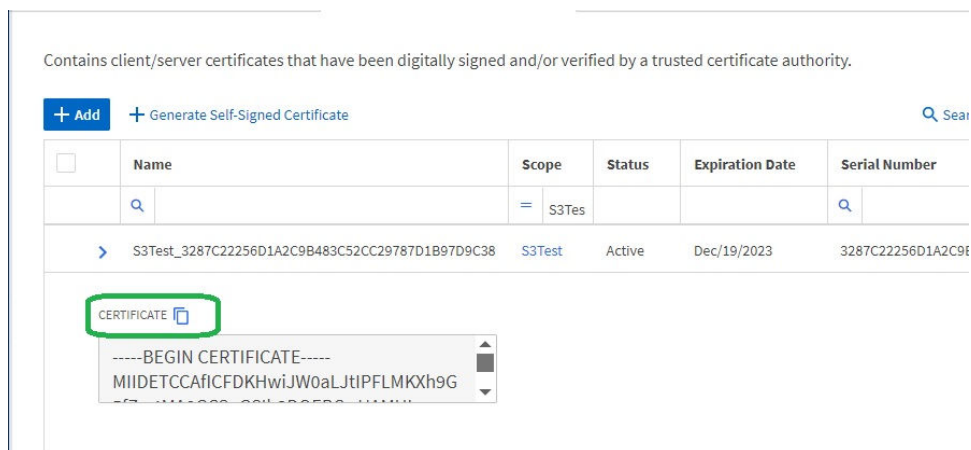 Contains client/server certificates that have been digitally signed and/or verified by a trusted certificate authority.
+ Add + Generate Self-Signed Certificate
Name Scope Status Expiration Date Serial Number
= S3Tes
S3Test_3287C22256D1A2C9B483C52CC29787D1B97D9C38 S3Test Active Dec/19/2023 3287C22256D1A2C9
CERTIFICATE
-----BEGIN CERTIFICATE-----
MIIDETCCAfICFDKHwiJW0aLJtIPFLMKXh9G